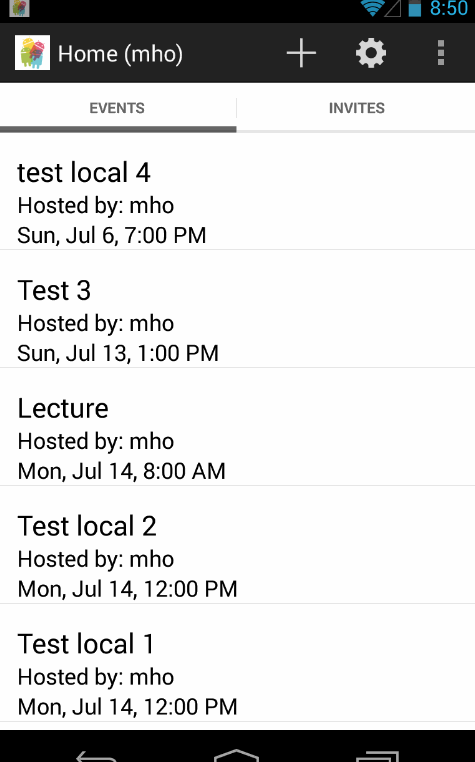 8:50
Home (mho)
EVENTS
INVITES
test local 4
Hosted by: mho
Sun, Jul 6, 7:00 PM
Test 3
Hosted by: mho
Sun, Jul 13, 1:00 PM
Lecture
Hosted by: mho
Mon, Jul 14, 8:00 AM
Test local 2
Hosted by: mho
Mon, Jul 14, 12:00 PM
Test local 1
Hosted by: mho
Mon, Jul 14, 12:00 PM